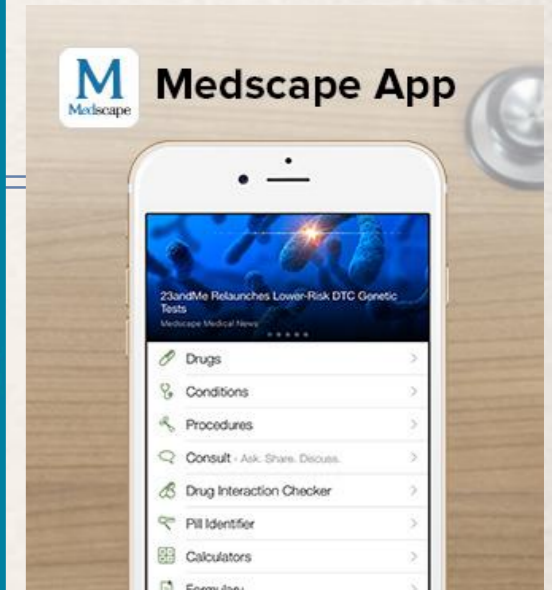 M
Medscape
Medscape App
23andMe Relaunches Lower-Risk DTC Genetic
Tests
Medscape Medical News
Drugs
Conditions
Procedures
Consult - Ask. Share. Discuss.
Drug Interaction Checker
Pill Identifier
Calculators
Formulary